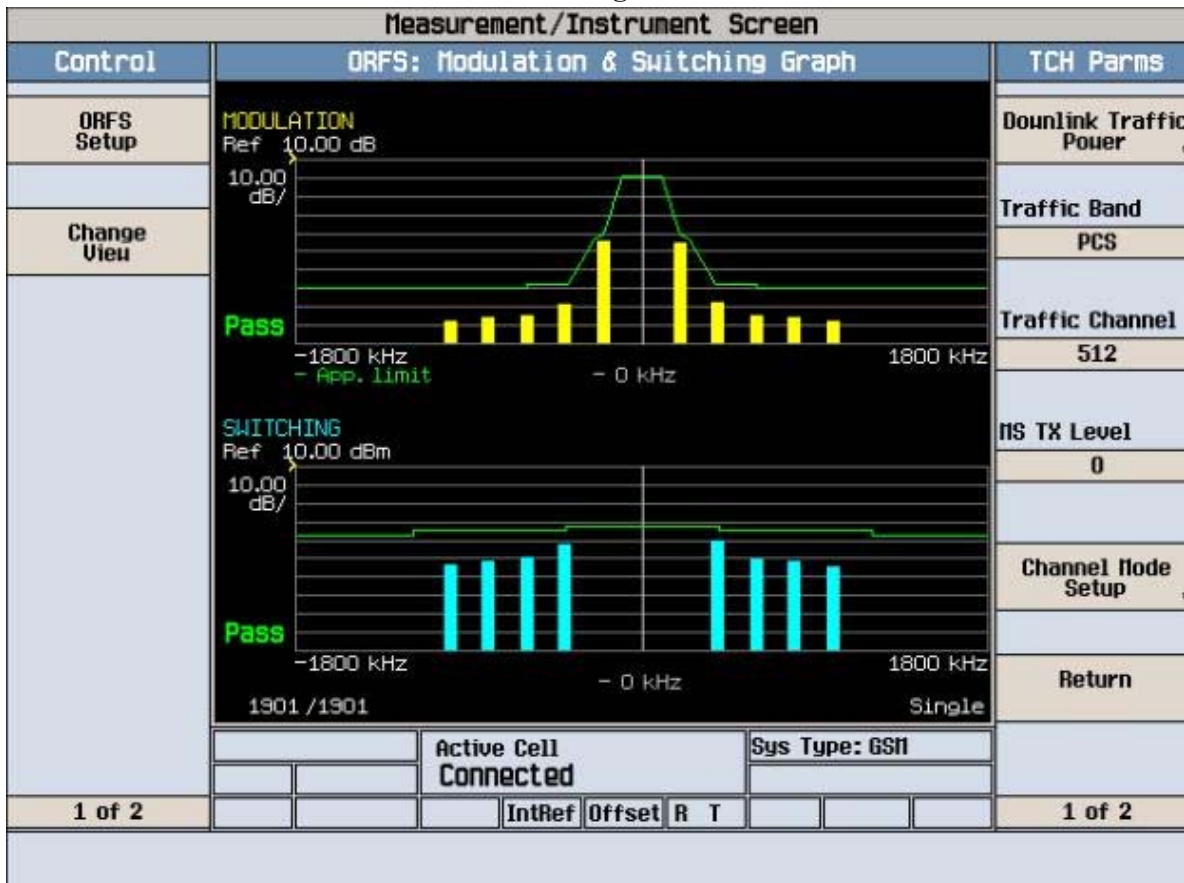 Measurement/Instrument Screen
Control
ORFS: Modulation & Switching Graph
TCH Parms
ORFS
Setup
Change
View
1 of 2
MODULATION
Ref 10.00 dB
10.00
dB/
Pass
-1800 kHz
1800 kHz
- App. limit
- 0 kHz
SWITCHING
Ref 10.00 dBm
10.00
dB/
Pass
-1800 kHz
1800 kHz
- 0 kHz
1901/1901
Single
Active Cell
Connected
Sys Type: GSM
IntRef
Offset
R T
Downlink Traffic
Power
Traffic Band
PCS
Traffic Channel
512
MS TX Level
0
Channel Mode
Setup
Return
1 of 2